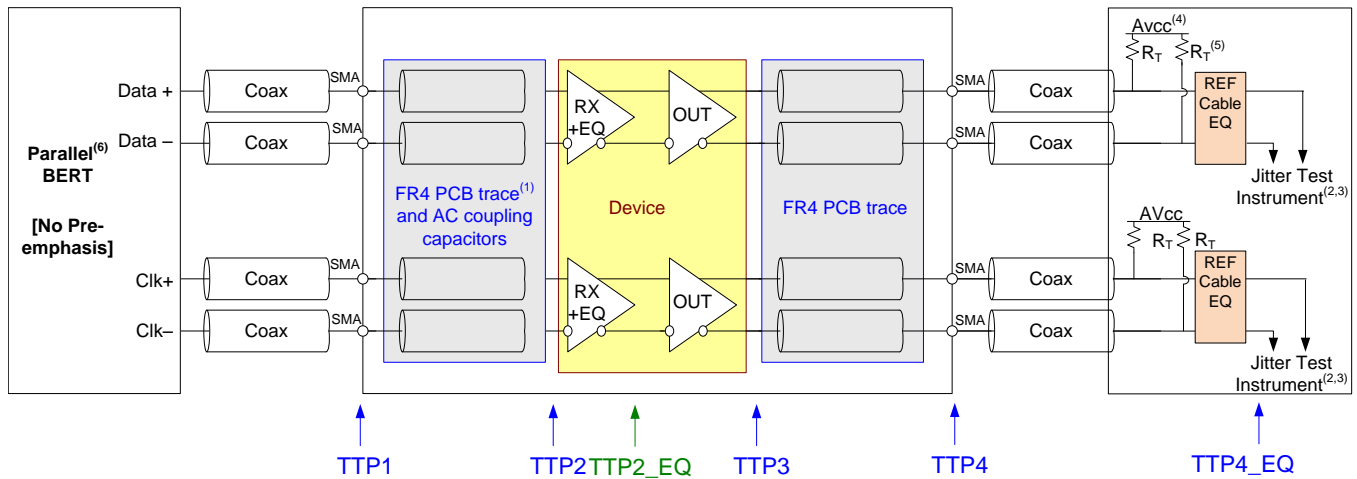 Parallel(6)
BERT
[No Pre-
emphasis]
Data +
Data –
Clk+
Clk–
Coax
Coax
Coax
Coax
SMA
SMA
SMA
SMA
FR4 PCB trace(1)
and AC coupling
capacitors
RX
+EQ
OUT
Device
RX
+EQ
OUT
FR4 PCB trace
SMA
SMA
SMA
SMA
Coax
Coax
Coax
Coax
Avcc(4)
RT
RT(5)
REF
Cable
EQ
Jitter Test
Instrument(2,3)
AVcc
RT
RT
REF
Cable
EQ
Jitter Test
Instrument(2,3)
TTP1
TTP2
TTP2_EQ
TTP3
TTP4
TTP4_EQ